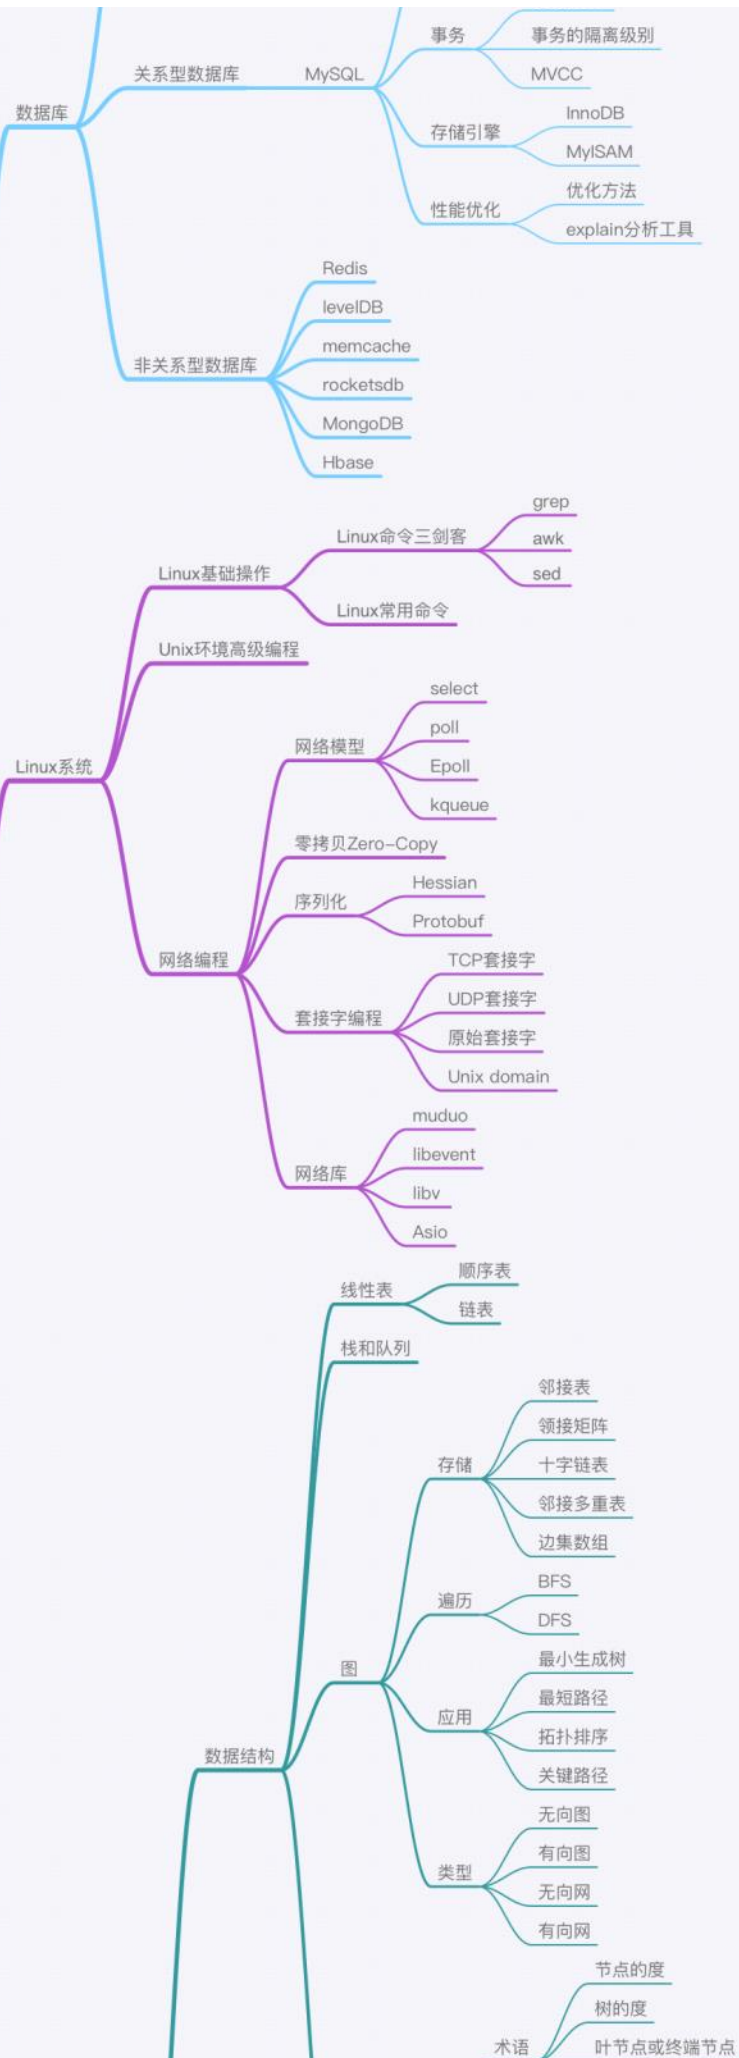 事务
事务的隔离级别
MVCC
关系型数据库
MySQL
数据库
存储引擎
InnoDB
MyISAM
性能优化
优化方法
explain分析工具
非关系型数据库
Redis
levelDB
memcache
rocketsdb
MongoDB
Hbase
Linux系统
Linux基础操作
Linux命令三剑客
grep
awk
sed
Linux常用命令
Unix环境高级编程
网络编程
网络模型
select
poll
Epoll
kqueue
零拷贝Zero-Copy
序列化
Hessian
Protobuf
套接字编程
TCP套接字
UDP套接字
原始套接字
Unix domain
网络库
muduo
libevent
libv
Asio
数据结构
线性表
顺序表
链表
栈和队列
图
存储
邻接表
领接矩阵
十字链表
邻接多重表
边集数组
遍历
BFS
DFS
应用
最小生成树
最短路径
拓扑排序
关键路径
类型
无向图
有向图
无向网
有向网
术语
节点的度
树的度
叶节点或终端节点